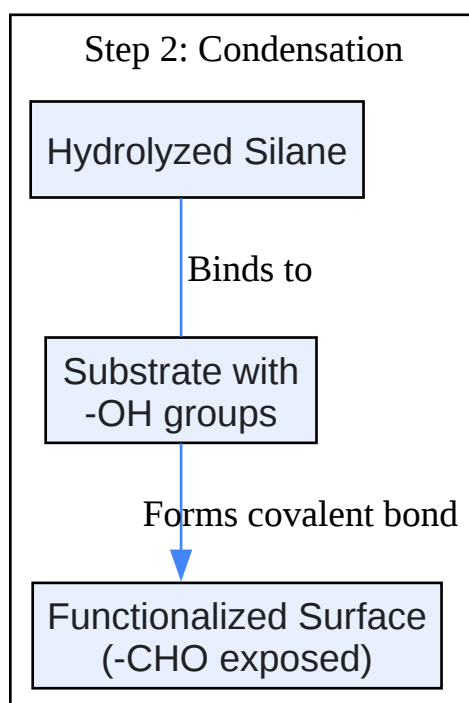 Step 2: Condensation
Hydrolyzed Silane
Binds to
Substrate with
-OH groups
Forms covalent bond
Functionalized Surface
(-CHO exposed)